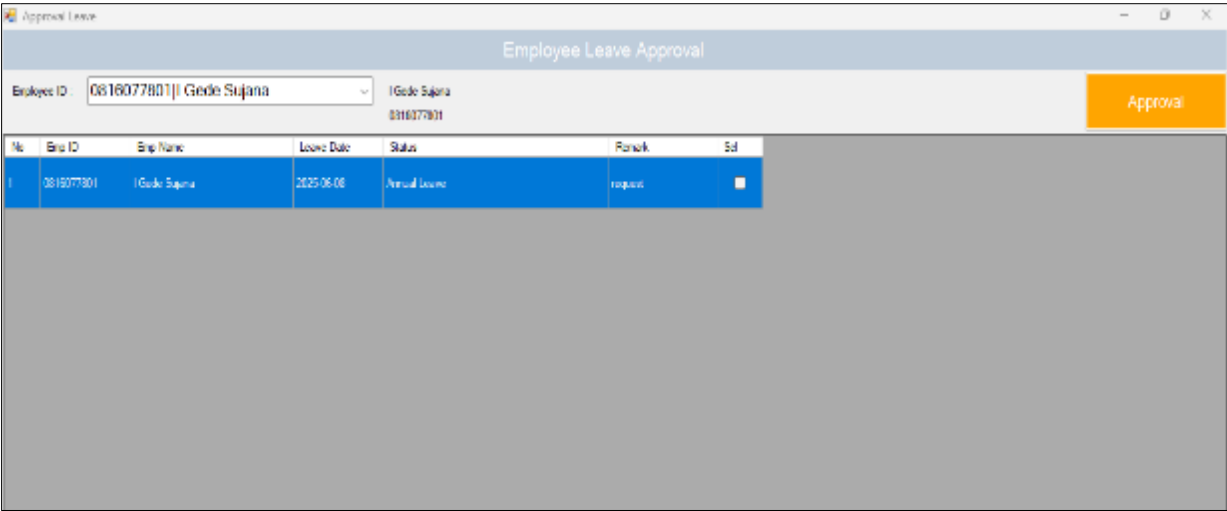 Approval Leave
Employee Leave Approval
Employee ID : 0816077801|I Gede Sujana I Gede Sujana
0816077801
Approval
No Emp ID Emp Name Leave Date Status Remark Sel
1 0816077801 I Gede Sujana 2025-06-08 Annual Leave request